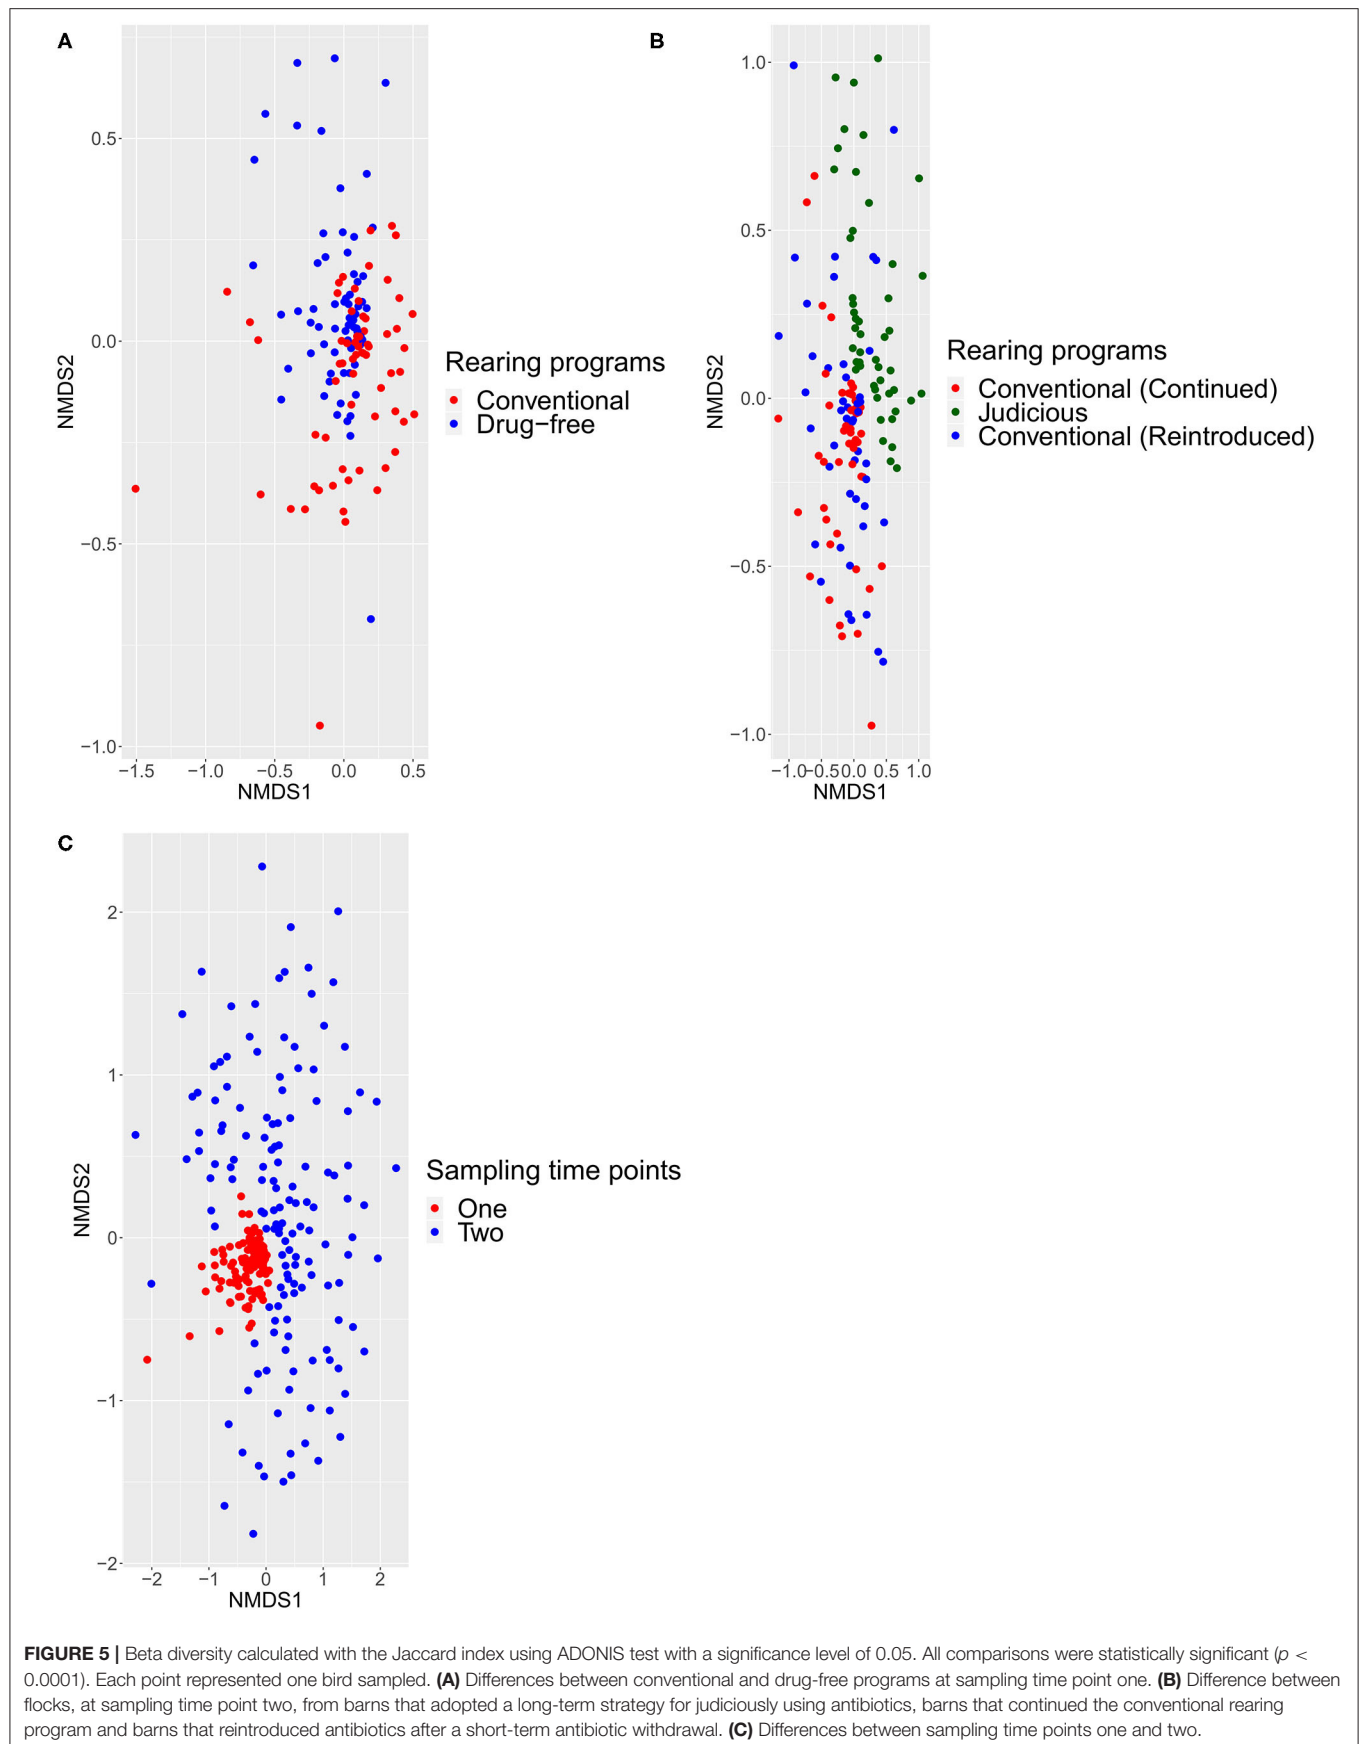 A
B
0.5
0.0
−0.5
−1.0
NMDS2
−1.5 −1.0 −0.5 0.0 0.5
NMDS1
Rearing programs
Conventional
Drug−free
1.0
0.5
0.0
−0.5
−1.0
NMDS2
−1.0−0.50.0 0.5 1.0
NMDS1
Rearing programs
Conventional (Continued)
Judicious
Conventional (Reintroduced)
C
2
1
0
−1
−2
NMDS2
−2 −1 0 1 2
NMDS1
Sampling time points
One
Two
FIGURE 5 | Beta diversity calculated with the Jaccard index using ADONIS test with a significance level of 0.05. All comparisons were statistically significant (p <
0.0001). Each point represented one bird sampled. (A) Differences between conventional and drug-free programs at sampling time point one. (B) Difference between
flocks, at sampling time point two, from barns that adopted a long-term strategy for judiciously using antibiotics, barns that continued the conventional rearing
program and barns that reintroduced antibiotics after a short-term antibiotic withdrawal. (C) Differences between sampling time points one and two.